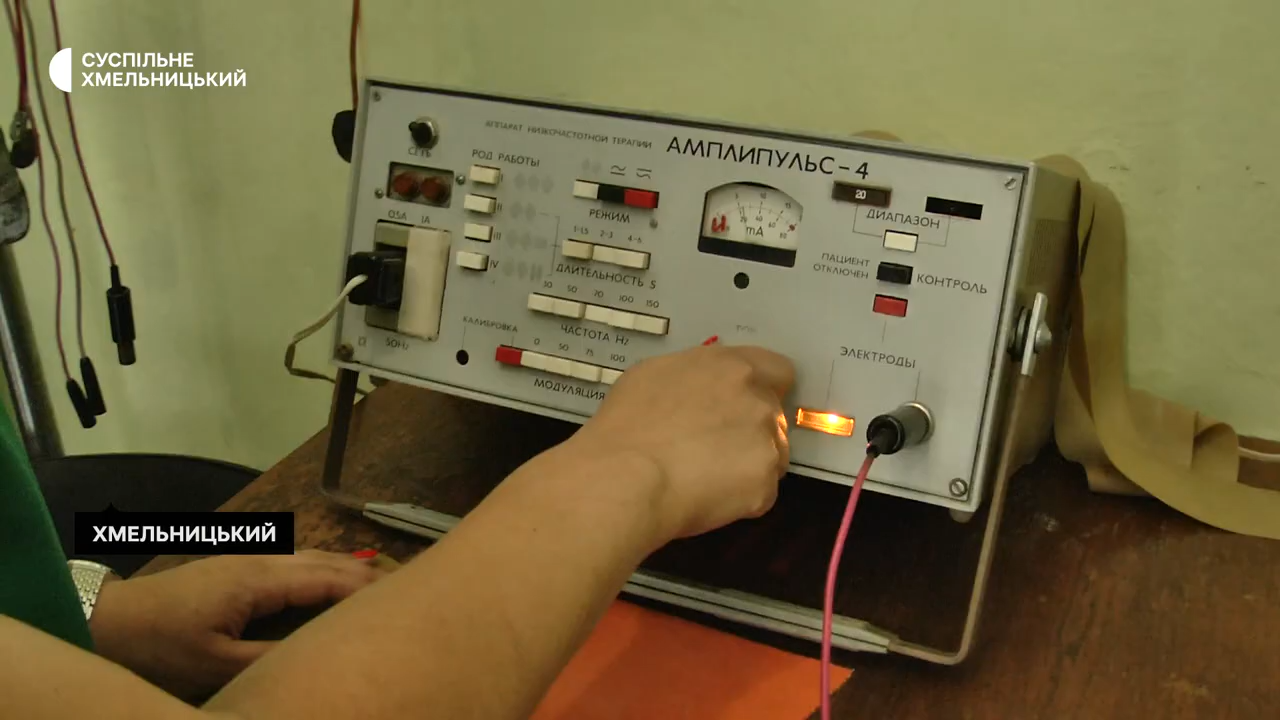 СУСПІЛЬНЕ
ХМЕЛЬНИЦЬКИЙ
АППАРАТ НИЗКОЧАСТОТНОЙ ТЕРАПИИ
АМПЛИПУЛЬС-4
СЕТЬ
РОД РАБОТЫ
I
II
III
IV
0,5А 1А
50Hz
РЕЖИМ
1-1,5 2-3 4-6
ДЛИТЕЛЬНОСТЬ S
30 50 70 100 150
ЧАСТОТА Hz
КАЛИБРОВКА
0 50 75 100
МОДУЛЯЦИЯ
mA
20
ДИАПАЗОН
ПАЦИЕНТ
ОТКЛЮЧЕН
КОНТРОЛЬ
ЭЛЕКТРОДЫ
ХМЕЛЬНИЦЬКИЙ